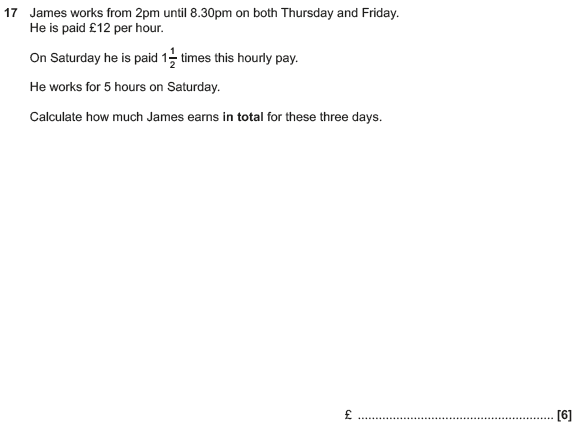 17 James works from 2pm until 8.30pm on both Thursday and Friday.
He is paid £12 per hour.
On Saturday he is paid 1 1/2 times this hourly pay.
He works for 5 hours on Saturday.
Calculate how much James earns in total for these three days.
£ ........................................................ [6]